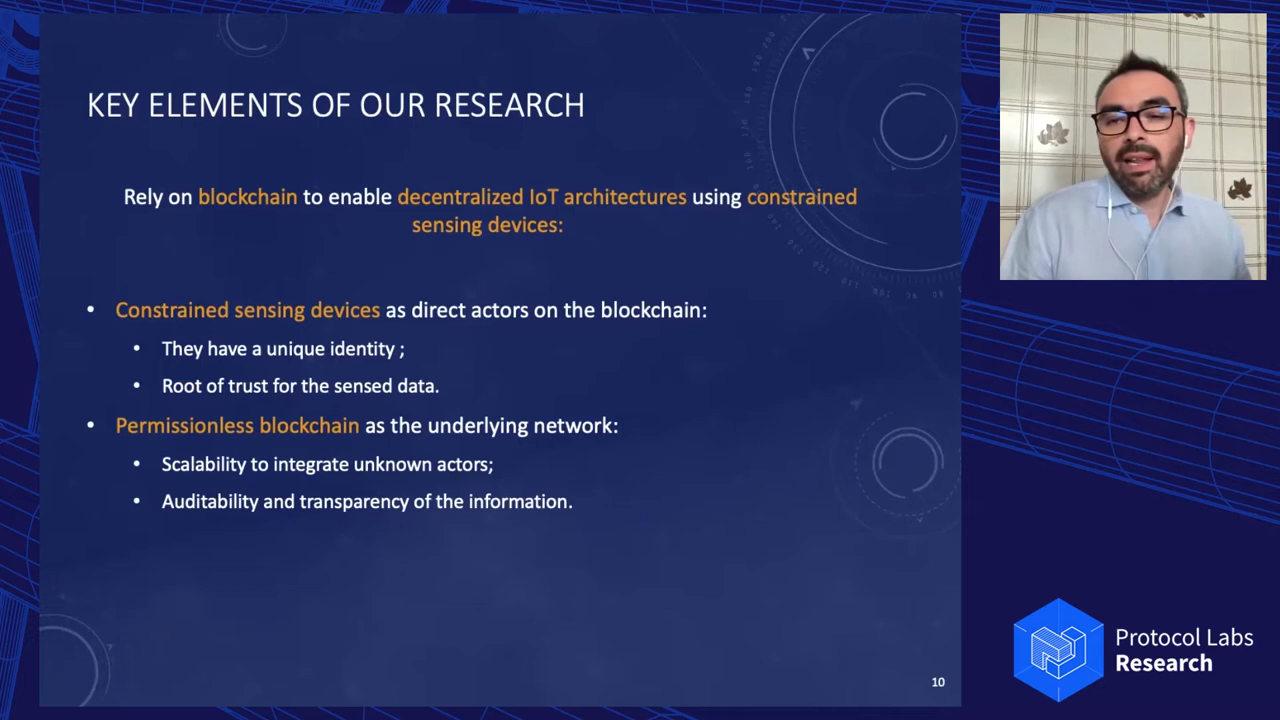 KEY ELEMENTS OF OUR RESEARCH
Rely on blockchain to enable decentralized IoT architectures using constrained
sensing devices:
• Constrained sensing devices as direct actors on the blockchain:
• They have a unique identity ;
• Root of trust for the sensed data.
• Permissionless blockchain as the underlying network:
• Scalability to integrate unknown actors;
• Auditability and transparency of the information.
10
Protocol Labs
Research